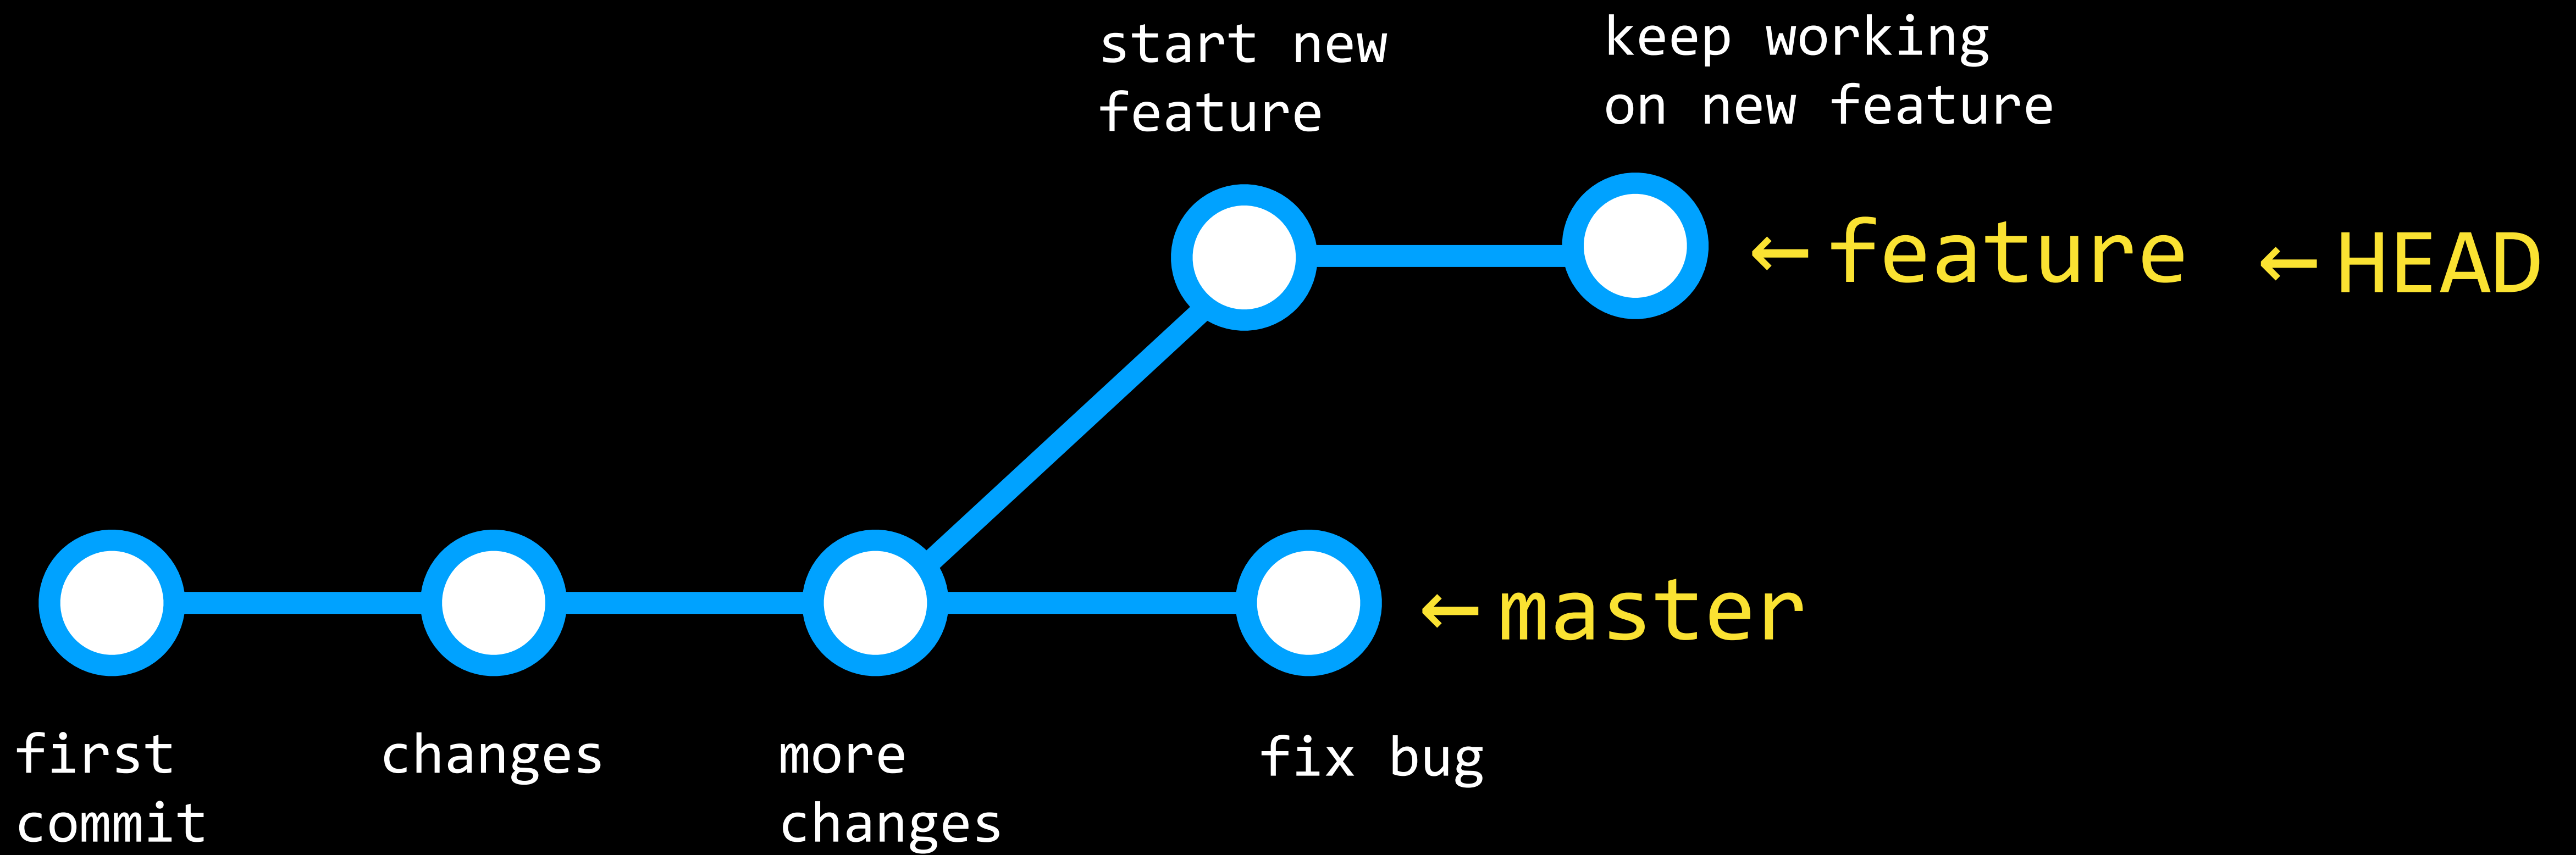 start new
feature
keep working
on new feature
← feature
← HEAD
← master
first
commit
changes
more
changes
fix bug